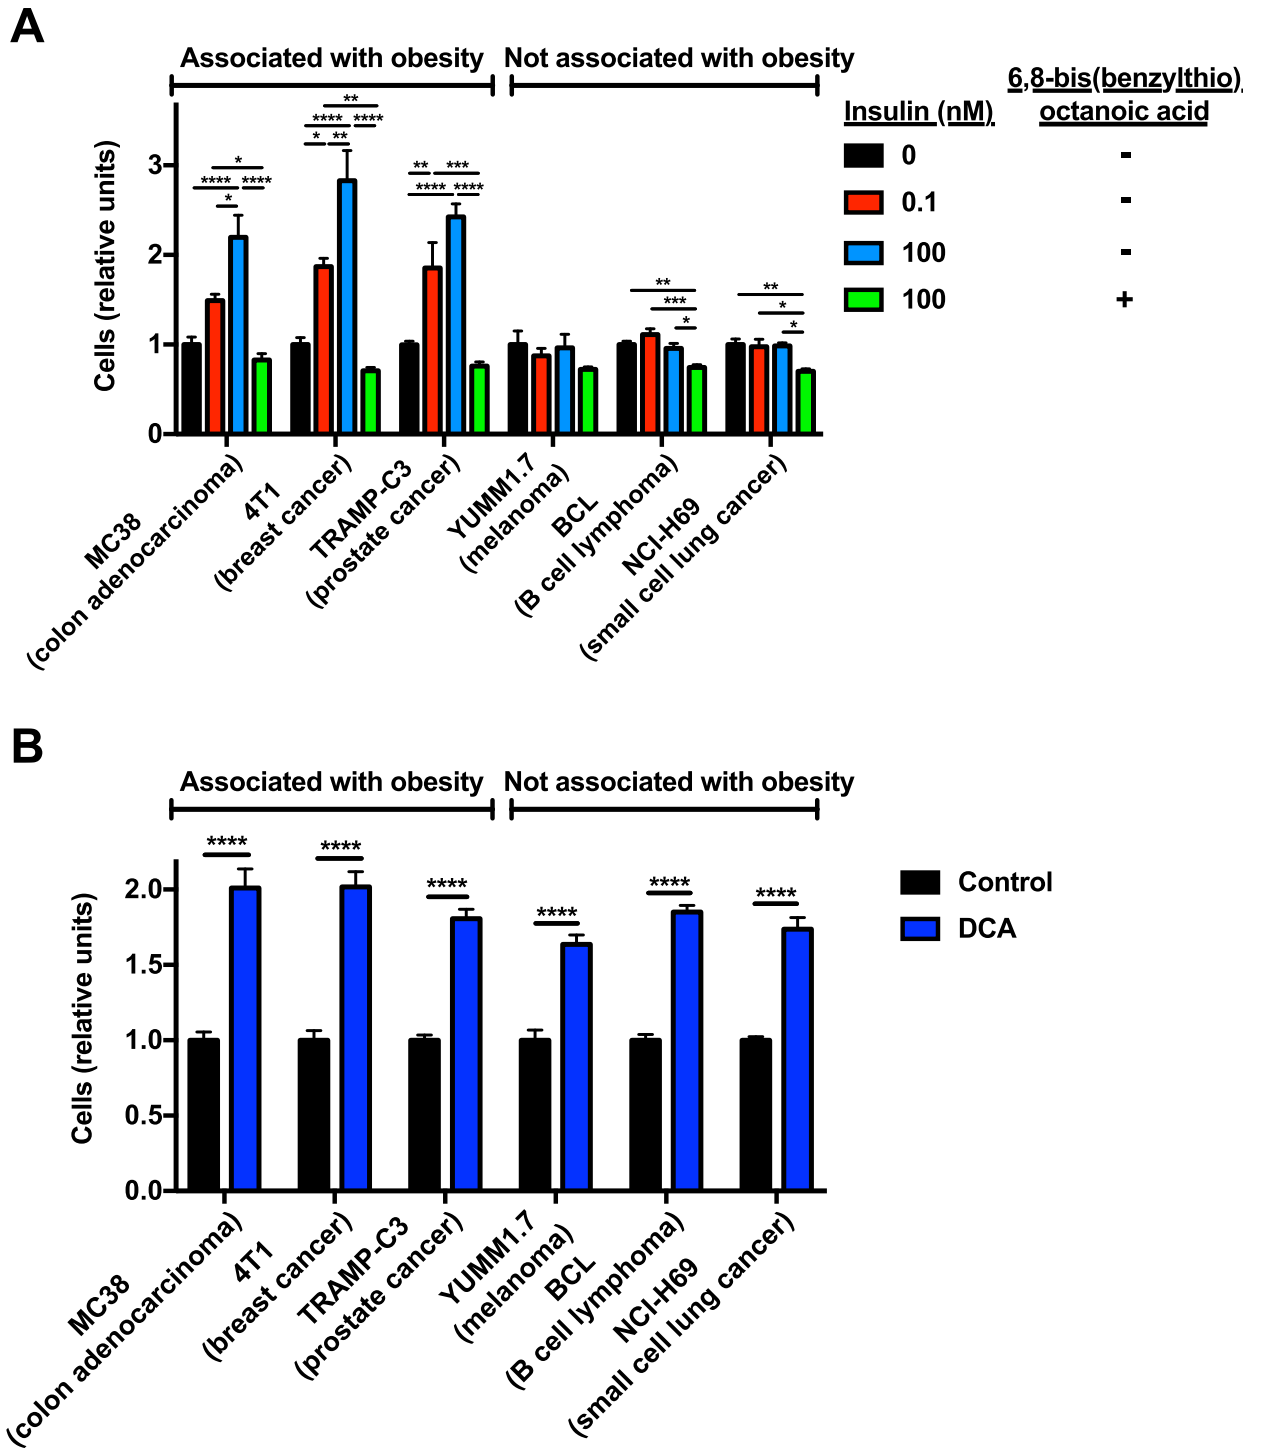 A
Associated with obesity
Not associated with obesity
Insulin (nM)
6,8-bis(benzylthio)
octanoic acid
0 -
0.1 -
100 -
100 +
Cells (relative units)
3
2
1
0
**
**** ****
* **
*
**** ****
*
** ***
**** ****
**
***
*
**
*
*
MC38
(colon adenocarcinoma)
4T1
(breast cancer)
TRAMP-C3
(prostate cancer)
YUMM1.7
(melanoma)
BCL
(B cell lymphoma)
NCI-H69
(small cell lung cancer)
B
Associated with obesity
Not associated with obesity
Control
DCA
Cells (relative units)
2.0
1.5
1.0
0.5
0.0
****
****
****
****
****
****
MC38
(colon adenocarcinoma)
4T1
(breast cancer)
TRAMP-C3
(prostate cancer)
YUMM1.7
(melanoma)
BCL
(B cell lymphoma)
NCI-H69
(small cell lung cancer)